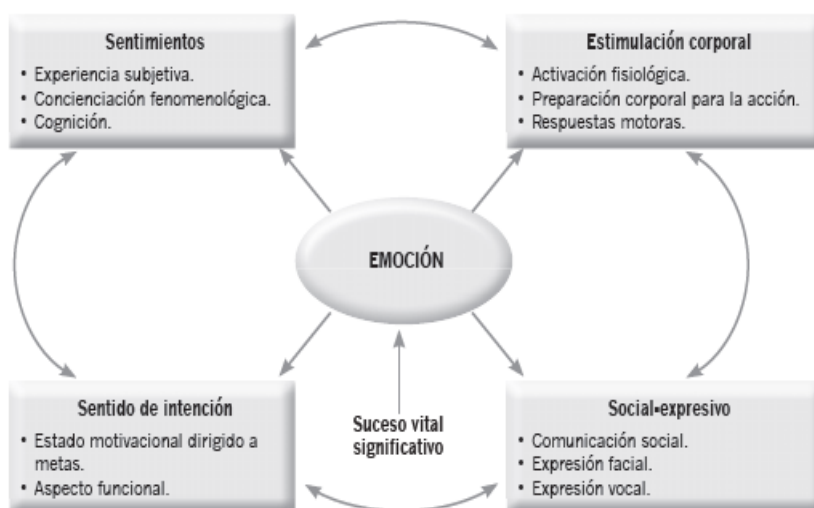 Sentimientos
• Experiencia subjetiva.
• Concienciación fenomenológica.
• Cognición.
Estimulación corporal
• Activación fisiológica.
• Preparación corporal para la acción.
• Respuestas motoras.
EMOCIÓN
Sentido de intención
• Estado motivacional dirigido a
metas.
• Aspecto funcional.
Suceso vital
significativo
Social-expresivo
• Comunicación social.
• Expresión facial.
• Expresión vocal.